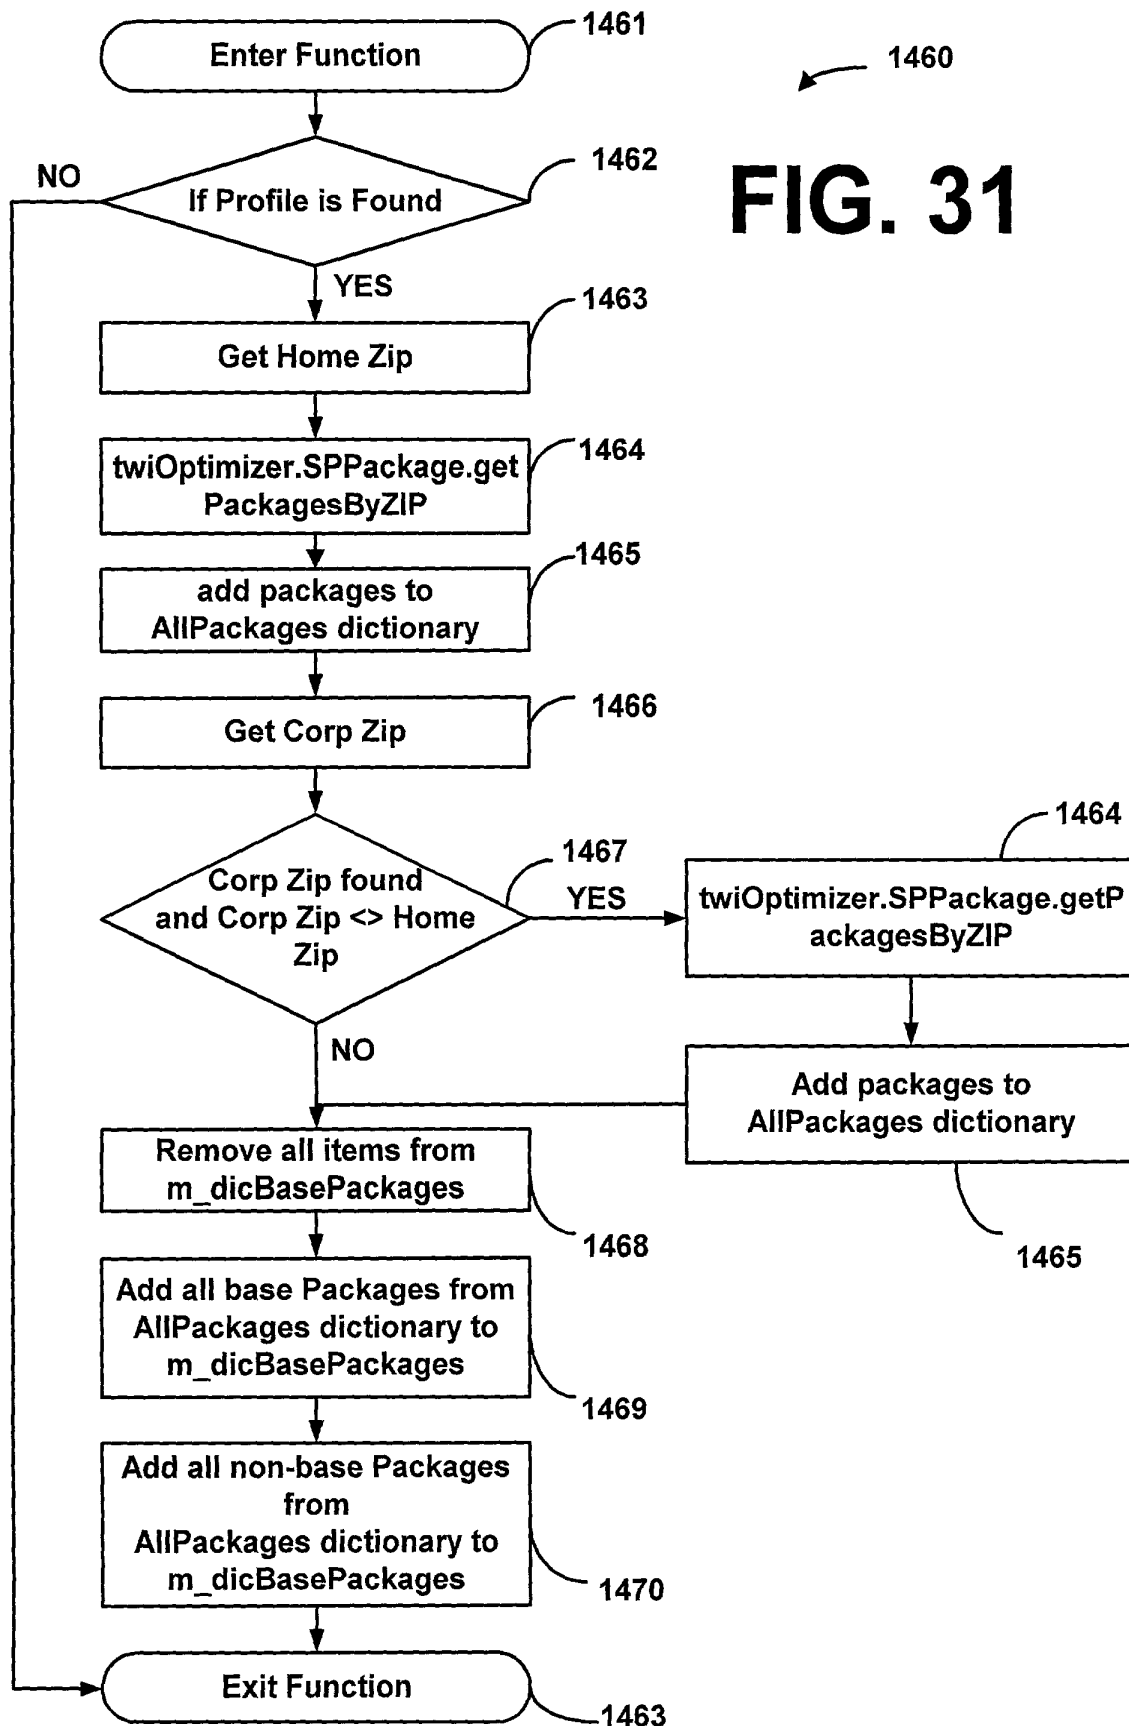 Enter Function
1461
1460
FIG. 31
NO
If Profile is Found
1462
YES
Get Home Zip
1463
twiOptimizer.SPPackage.get
PackagesByZIP
1464
add packages to
AllPackages dictionary
1465
Get Corp Zip
1466
Corp Zip found
and Corp Zip <> Home
Zip
1467
YES
twiOptimizer.SPPackage.getP
ackagesByZIP
1464
NO
Add packages to
AllPackages dictionary
1465
Remove all items from
m_dicBasePackages
1468
Add all base Packages from
AllPackages dictionary to
m_dicBasePackages
1469
Add all non-base Packages
from
AllPackages dictionary to
m_dicBasePackages
1470
Exit Function
1463